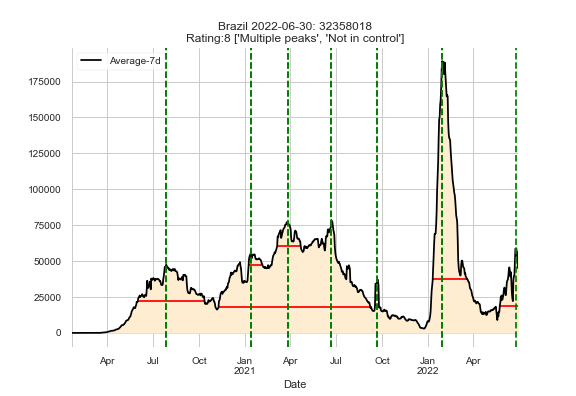 Brazil 2022-06-30: 32358018
Rating:8 ['Multiple peaks', 'Not in control']
Average-7d
175000
150000
125000
100000
75000
50000
25000
0
Apr Jul Oct Jan Apr Jul Oct Jan Apr
2021 2022
Date